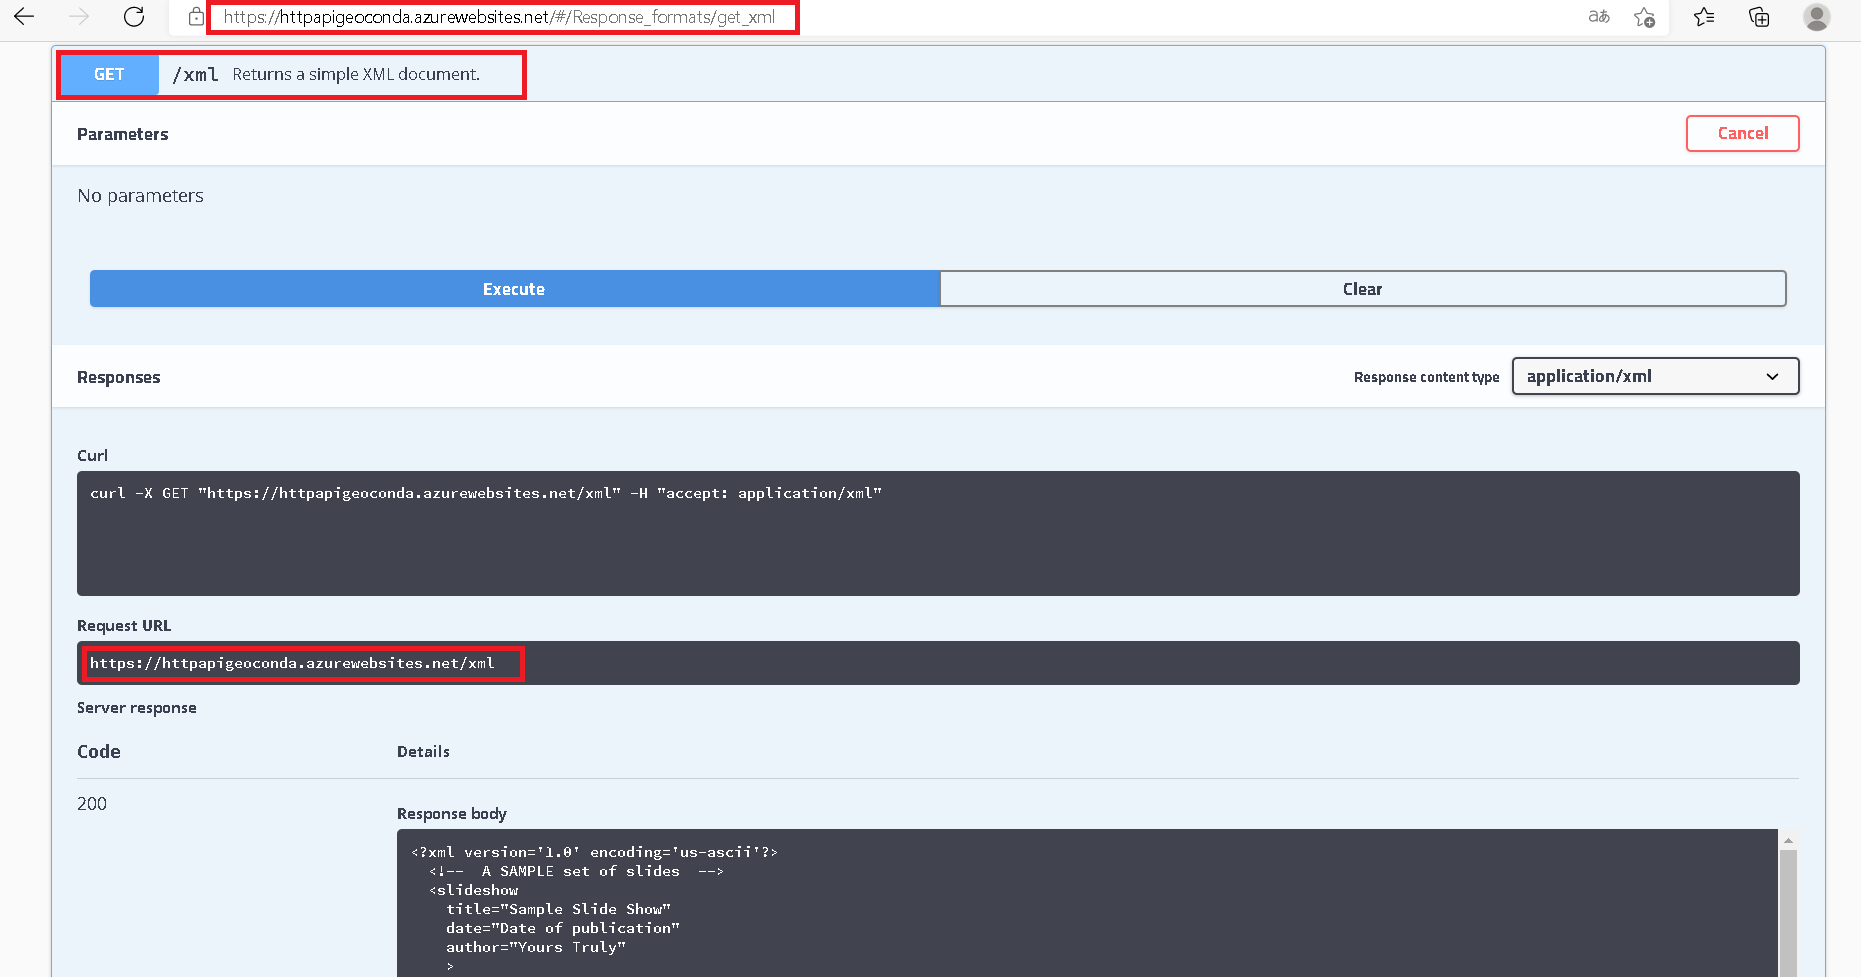 https://httpapigeoconda.azurewebsites.net/#/Response_formats/get_xml
aあ
GET /xml Returns a simple XML document.
Parameters
Cancel
No parameters
Execute
Clear
Responses
Response content type
application/xml
Curl
curl -X GET "https://httpapigeoconda.azurewebsites.net/xml" -H "accept: application/xml"
Request URL
https://httpapigeoconda.azurewebsites.net/xml
Server response
Code
Details
200
Response body
<?xml version='1.0' encoding='us-ascii'?>
<!--  A SAMPLE set of slides  -->
<slideshow
title="Sample Slide Show"
date="Date of publication"
author="Yours Truly"
>